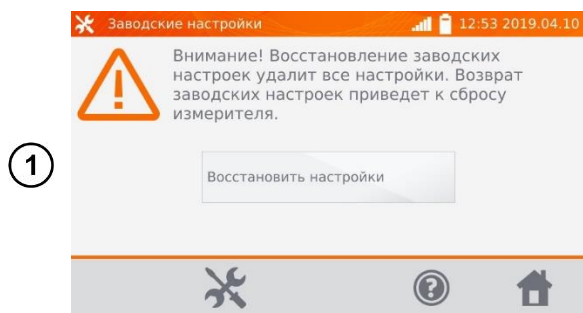 Заводские настройки 12:53 2019.04.10
Внимание! Восстановление заводских
настроек удалит все настройки. Возврат
заводских настроек приведет к сбросу
измерителя.
1
Восстановить настройки